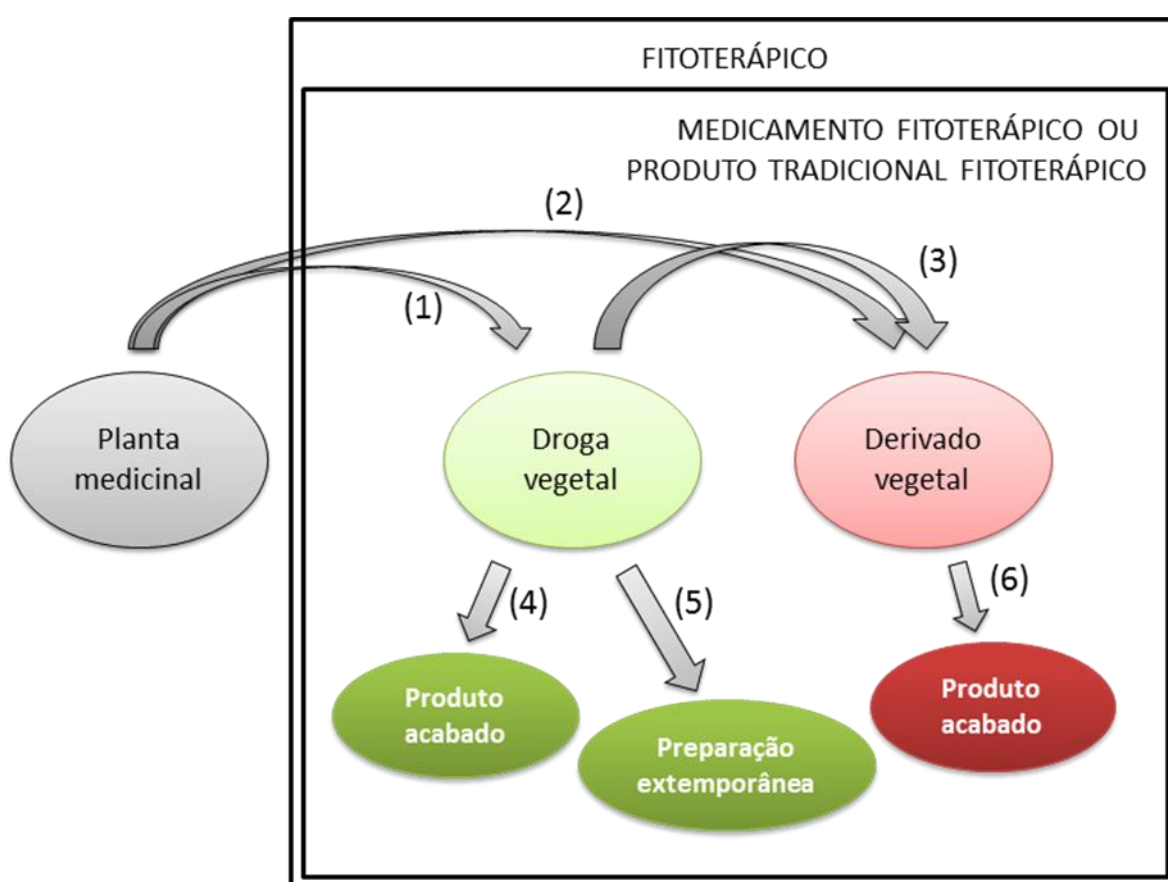 FITOTERÁPICO
MEDICAMENTO FITOTERÁPICO OU
PRODUTO TRADICIONAL FITOTERÁPICO
(2)
(3)
(1)
Planta
medicinal
Droga
vegetal
Derivado
vegetal
(4)
(5)
(6)
Produto
acabado
Preparação
extemporânea
Produto
acabado